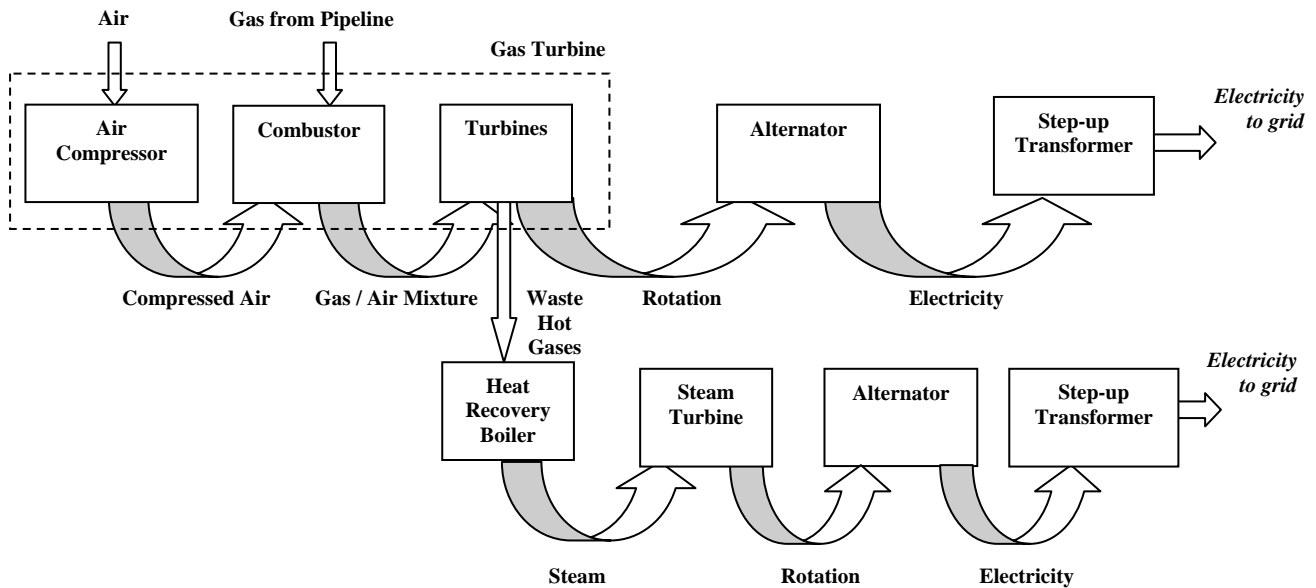 Air
Gas from Pipeline
Gas Turbine
Air
Compressor
Combustor
Turbines
Alternator
Step-up
Transformer
Electricity
to grid
Compressed Air
Gas / Air Mixture
Waste
Hot
Gases
Rotation
Electricity
Heat
Recovery
Boiler
Steam
Turbine
Alternator
Step-up
Transformer
Electricity
to grid
Steam
Rotation
Electricity